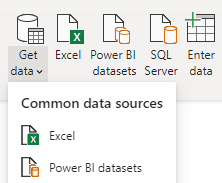 Get data
Excel
Power BI datasets
SQL Server
Enter data
Common data sources
Excel
Power BI datasets